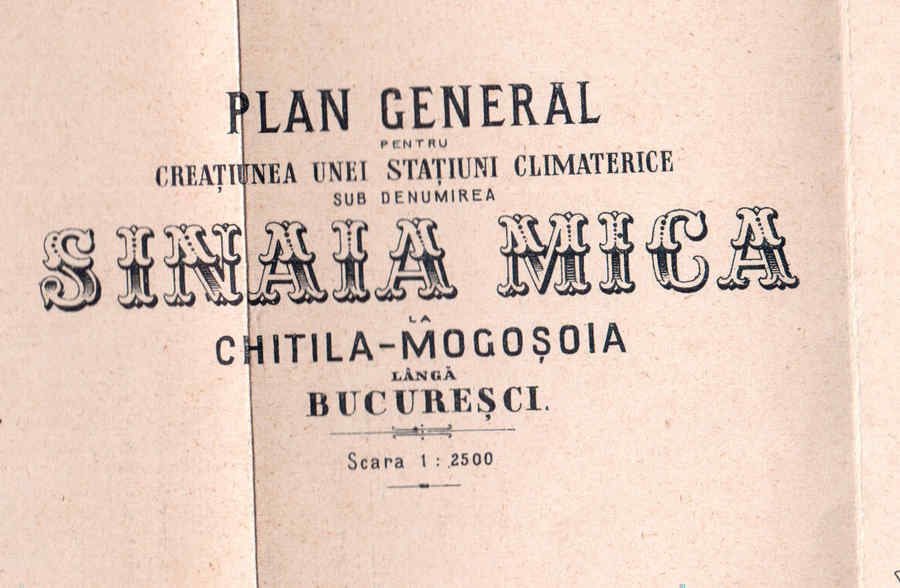 PLAN GENERAL
PENTRU
CREAȚIUNEA UNEI STAȚIUNI CLIMATERICE
SUB DENUMIREA
SINAIA MICA
LA
CHITILA-MOGOȘOIA
LÂNGĂ
BUCUREȘCI.
Scara 1 : 2500